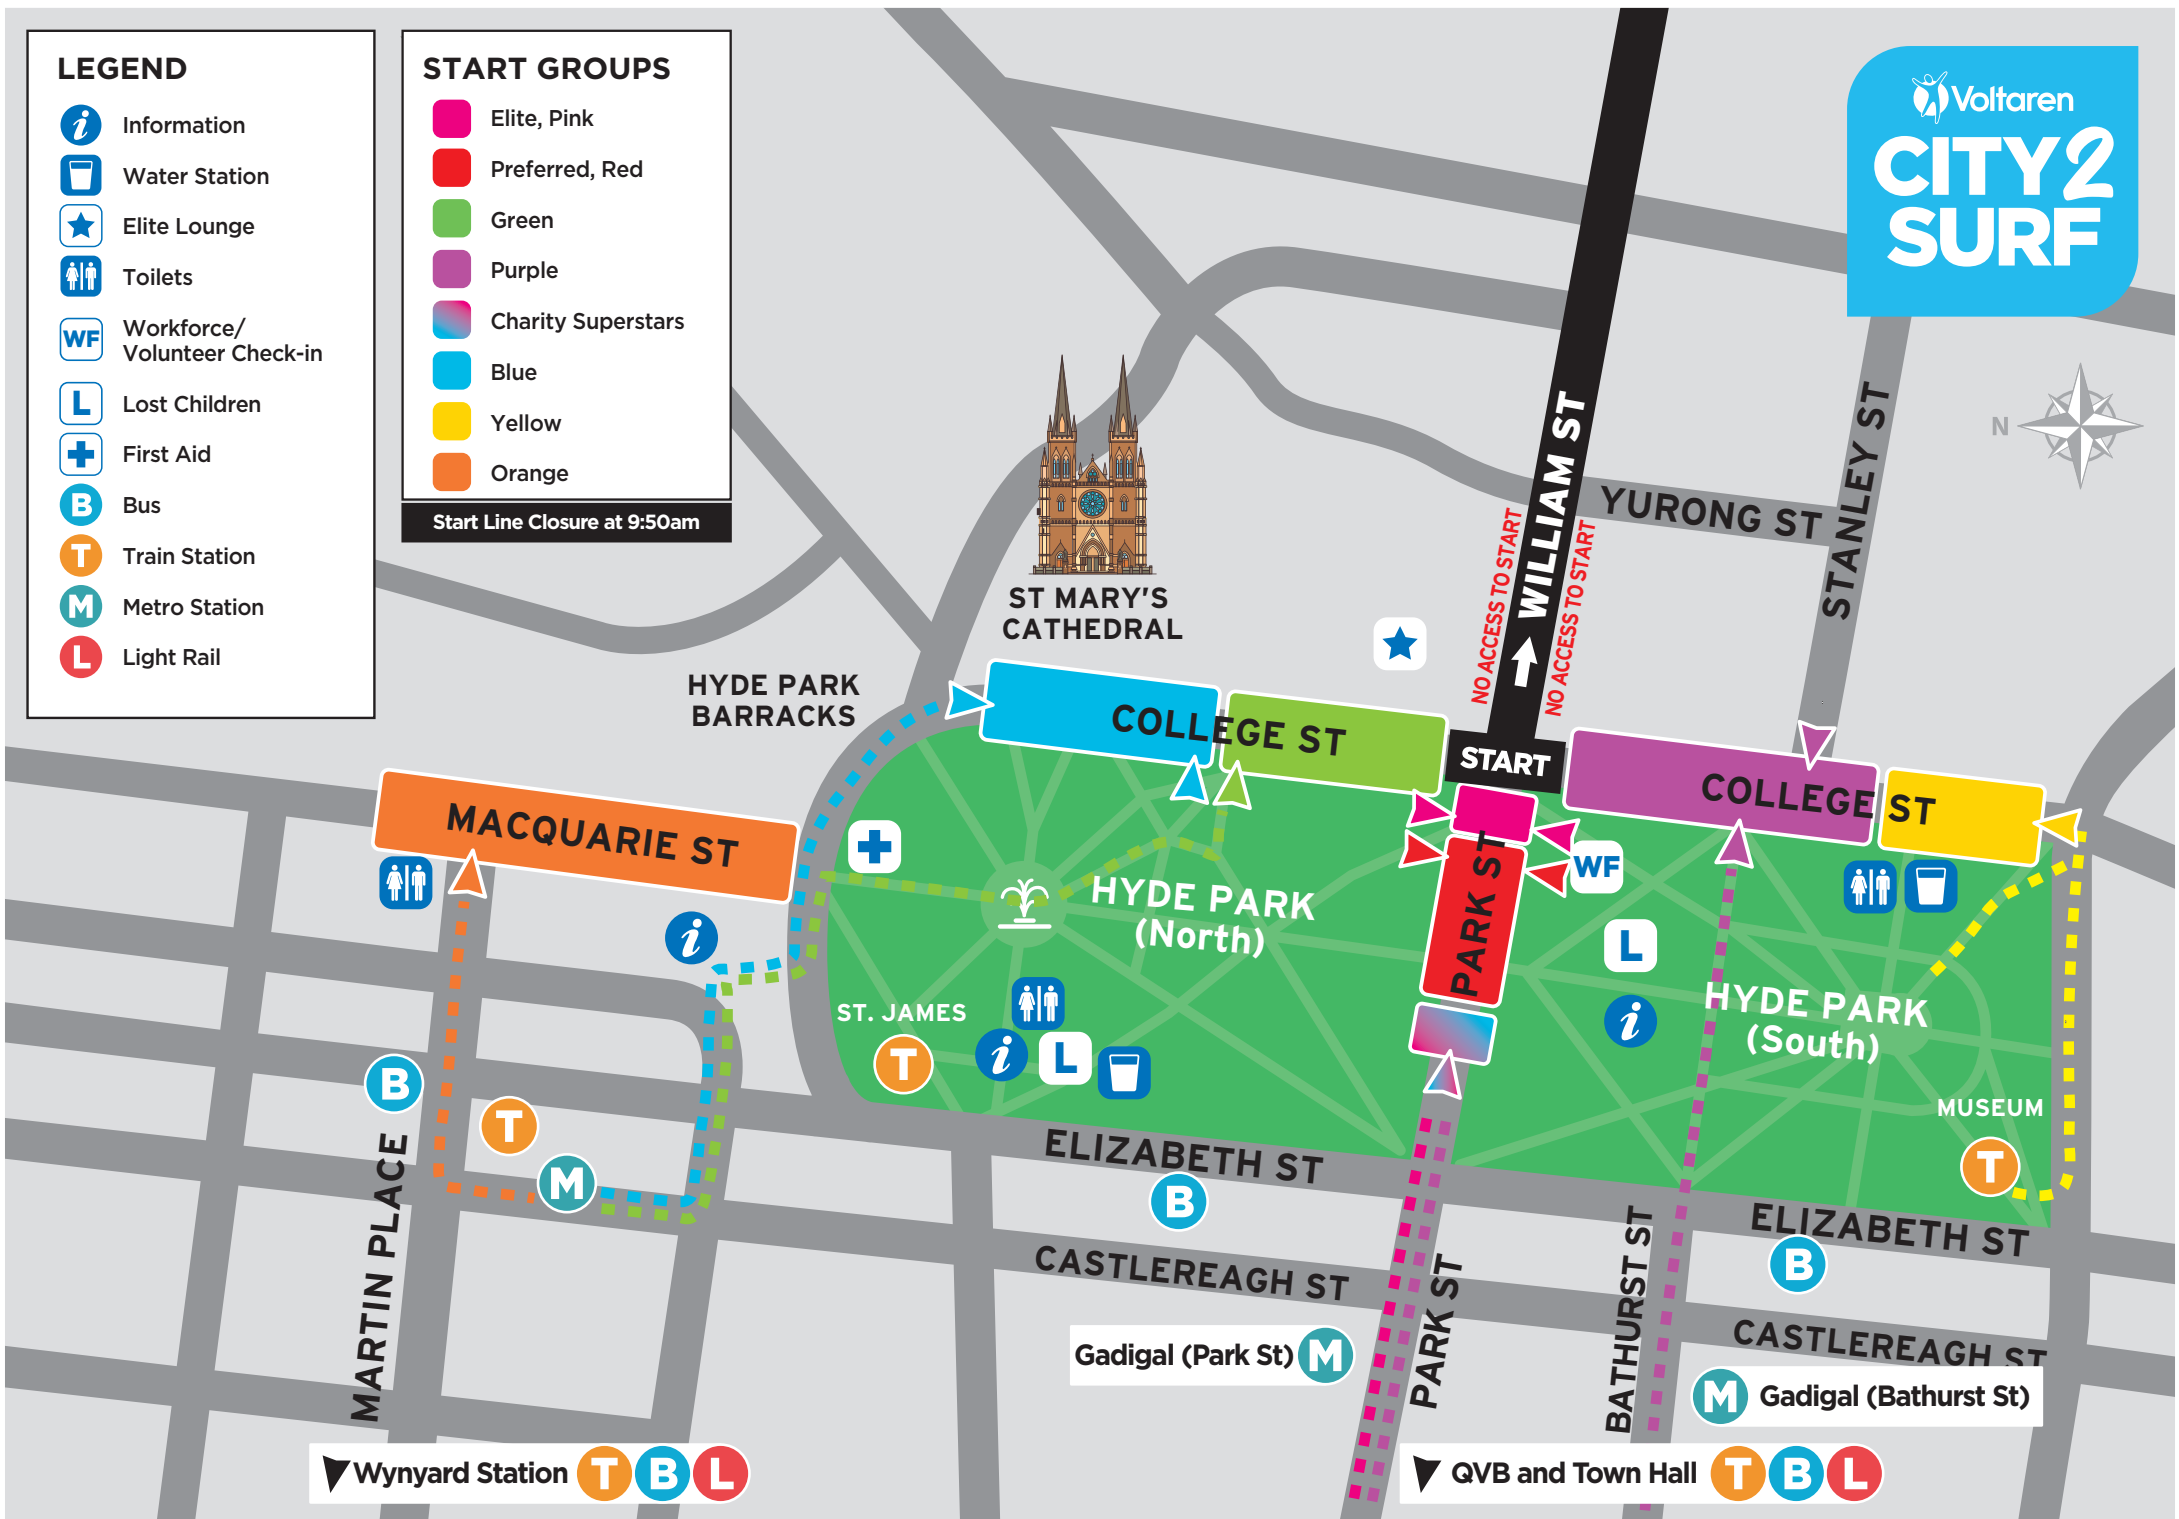 LEGEND
Information
Water Station
Elite Lounge
Toilets
WF
Workforce/
Volunteer Check-in
L
Lost Children
First Aid
B
Bus
T
Train Station
M
Metro Station
L
Light Rail
START GROUPS
Elite, Pink
Preferred, Red
Green
Purple
Charity Superstars
Blue
Yellow
Orange
Start Line Closure at 9:50am
Voltaren
CITY2
SURF
N
WILLIAM ST
NO ACCESS TO START
NO ACCESS TO START
YURONG ST
STANLEY ST
ST MARY'S
CATHEDRAL
HYDE PARK
BARRACKS
COLLEGE ST
START
COLLEGE ST
MACQUARIE ST
PARK ST
WF
HYDE PARK
(North)
L
i
HYDE PARK
(South)
i
ST. JAMES
T
i
L
MUSEUM
T
B
T
M
MARTIN PLACE
ELIZABETH ST
B
ELIZABETH ST
B
CASTLEREAGH ST
CASTLEREAGH ST
PARK ST
BATHURST ST
Gadigal (Park St) M
M Gadigal (Bathurst St)
Wynyard Station T B L
QVB and Town Hall T B L